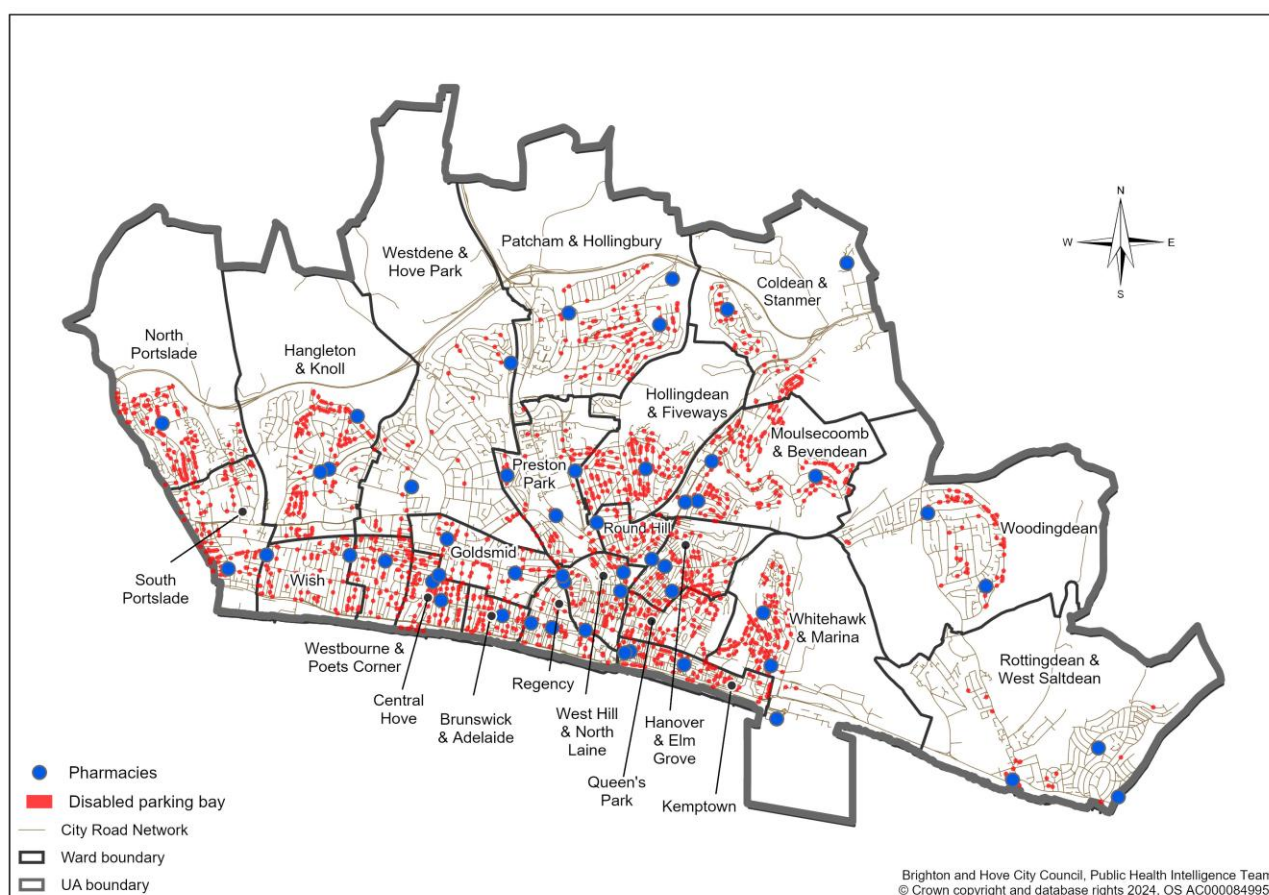 N
W
E
S
Westdene &
Hove Park
Patcham & Hollingbury
Coldean &
Stanmer
North
Portslade
Hangleton
& Knoll
Hollingdean
& Fiveways
Moulsecoomb
& Bevendean
Preston
Park
Round Hill
Woodingdean
Goldsmid
South
Portslade
Wish
Whitehawk
& Marina
Westbourne &
Poets Corner
Central
Hove
Brunswick
& Adelaide
Regency
West Hill
& North
Laine
Hanover
& Elm
Grove
Queen's
Park
Kemptown
Rottingdean &
West Saltdean
Pharmacies
Disabled parking bay
City Road Network
Ward boundary
UA boundary
Brighton and Hove City Council, Public Health Intelligence Team
© Crown copyright and database rights 2024, OS AC000084995